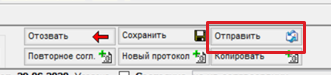 Отозвать Сохранить Отправить
Повторное согл. Новый протокол Копировать